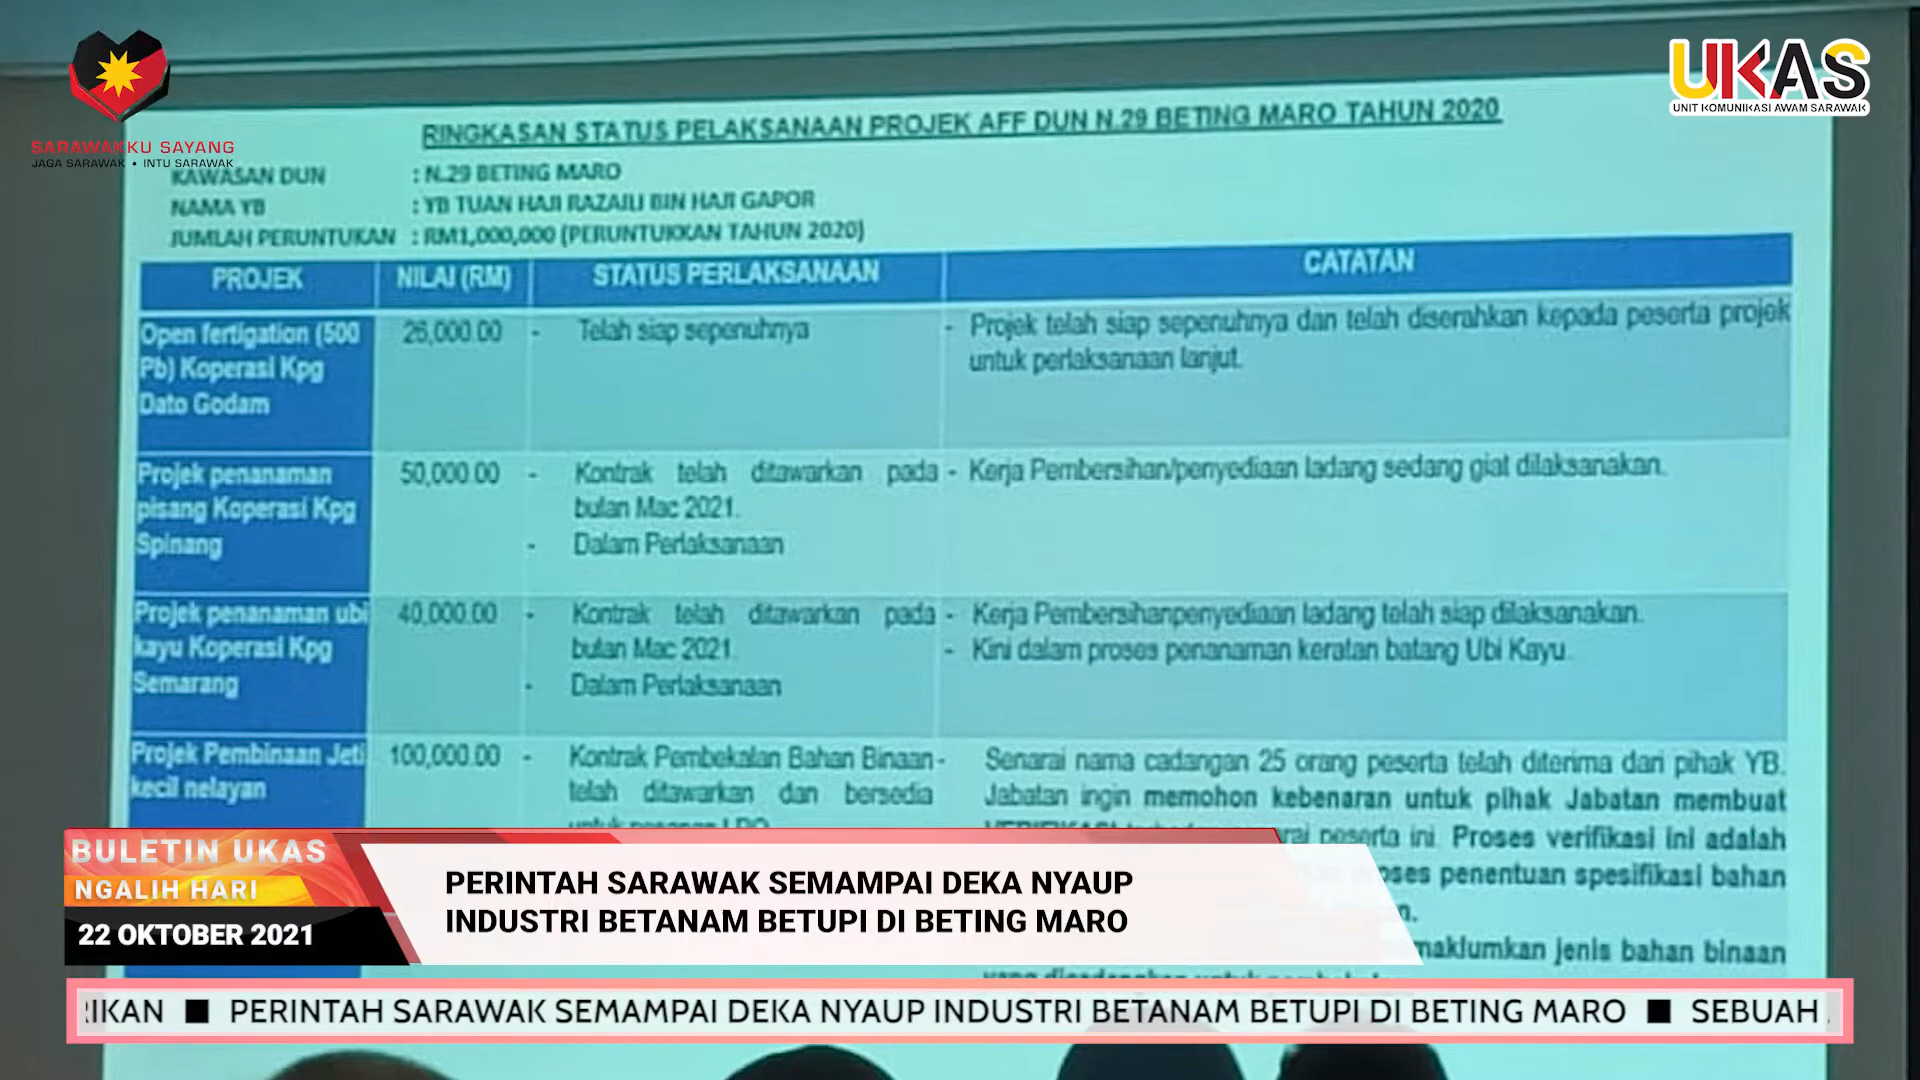 SARAWAKKU SAYANG
JAGA SARAWAK • INTU SARAWAK
UKAS
UNIT KOMUNIKASI AWAM SARAWAK
RINGKASAN STATUS PELAKSANAAN PROJEK AFF DUN N.29 BETING MARO TAHUN 2020
KAWASAN DUN : N.29 BETING MARO
NAMA YB : YB TUAN HAJI RAZAILI BIN HAJI GAPOR
JUMLAH PERUNTUKAN : RM1,000,000 (PERUNTUKKAN TAHUN 2020)
PROJEK NILAI (RM) STATUS PERLAKSANAAN CATATAN
Open fertigation (500
Pb) Koperasi Kpg
Dato Godam
26,000.00
- Telah siap sepenuhnya
- Projek telah siap sepenuhnya dan telah diserahkan kepada peserta projek
untuk perlaksanaan lanjut.
Projek penanaman
pisang Koperasi Kpg
Spinang
50,000.00
- Kontrak telah ditawarkan pada
bulan Mac 2021.
- Dalam Perlaksanaan
- Kerja Pembersihan/penyediaan ladang sedang giat dilaksanakan.
Projek penanaman ubi
kayu Koperasi Kpg
Semarang
40,000.00
- Kontrak telah ditawarkan pada
bulan Mac 2021.
- Dalam Perlaksanaan
- Kerja Pembersihanpenyediaan ladang telah siap dilaksanakan.
- Kini dalam proses penanaman keratan batang Ubi Kayu.
Projek Pembinaan Jeti
kecil nelayan
100,000.00
- Kontrak Pembekalan Bahan Binaan
telah ditawarkan dan bersedia
- Senarai nama cadangan 25 orang peserta telah diterima dari pihak YB.
Jabatan ingin memohon kebenaran untuk pihak Jabatan membuat
peserta ini. Proses verifikasi ini adalah
proses penentuan spesifikasi bahan
maklumkan jenis bahan binaan
BULETIN UKAS
NGALIH HARI
22 OKTOBER 2021
PERINTAH SARAWAK SEMAMPAI DEKA NYAUP
INDUSTRI BETANAM BETUPI DI BETING MARO
IKAN ■ PERINTAH SARAWAK SEMAMPAI DEKA NYAUP INDUSTRI BETANAM BETUPI DI BETING MARO ■ SEBUAH